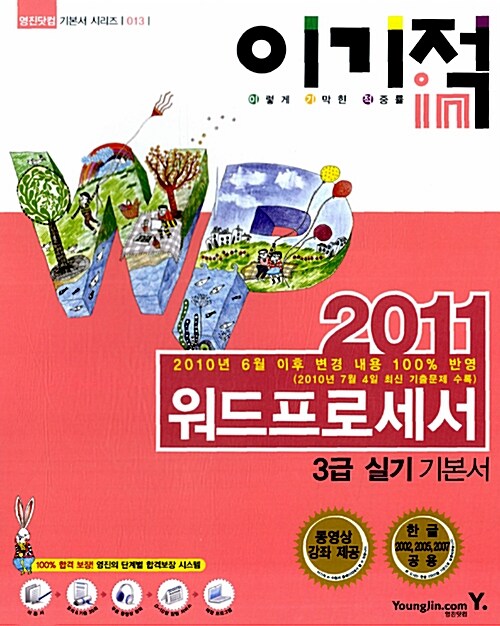 영진닷컴 기본서 시리즈 | 013 |
이기적
in
이렇게 기막힌 적중률
WP
2011
2010년 6월 이후 변경 내용 100% 반영
(2010년 7월 4일 최신 기출문제 수록)
워드프로세서
3급 실기 기본서
동영상
강좌 제공
한글
2002, 2005, 2007
공용
100% 합격 보장! 영진의 단계별 합격보장 시스템
YoungJin.com Y.
영진닷컴